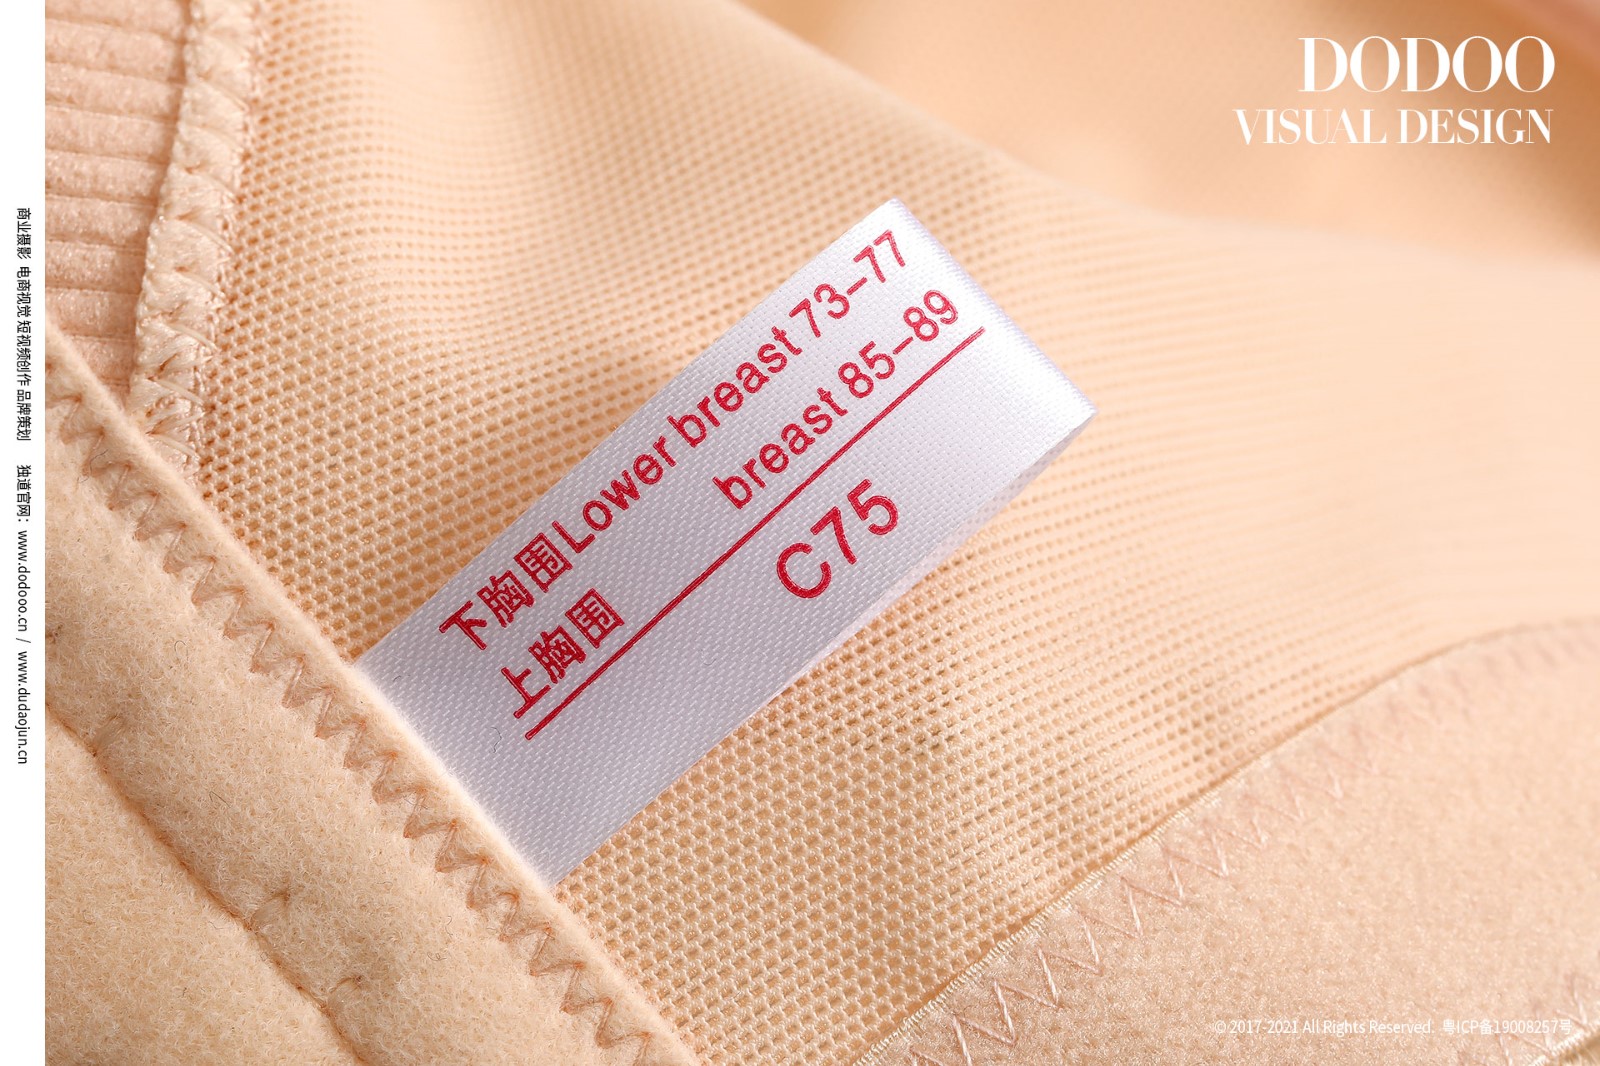 DODOO
VISUAL DESIGN
商业摄影 电商视觉 短视频创作 品牌策划 独道官网：www.dodooo.cn / www.dudaojun.cn
下胸围 Lower breast 73-77
上胸围 breast 85-89
C75
© 2017-2021 All Rights Reserved. 粤ICP备19008257号